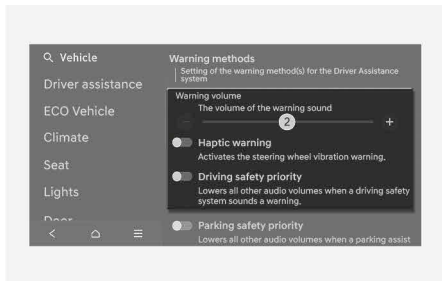 Vehicle
Driver assistance
ECO Vehicle
Climate
Seat
Lights
Door
Warning methods
Setting of the warning method(s) for the Driver Assistance
system
Warning volume
The volume of the warning sound
2
Haptic warning
Activates the steering wheel vibration warning.
Driving safety priority
Lowers all other audio volumes when a driving safety
system sounds a warning.
Parking safety priority
Lowers all other audio volumes when a parking assist